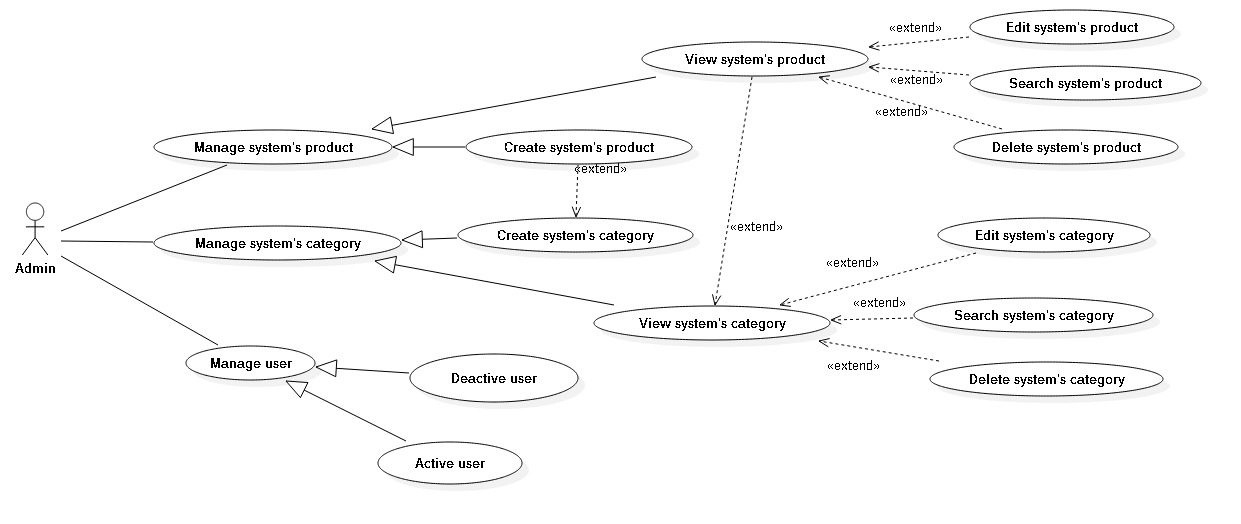 «extend»
Edit system's product
View system's product
«extend»
Search system's product
«extend»
Manage system's product
Create system's product
Delete system's product
«extend»
Admin
Manage system's category
Create system's category
«extend»
Edit system's category
«extend»
«extend»
View system's category
Search system's category
Manage user
«extend»
Deactive user
Delete system's category
Active user